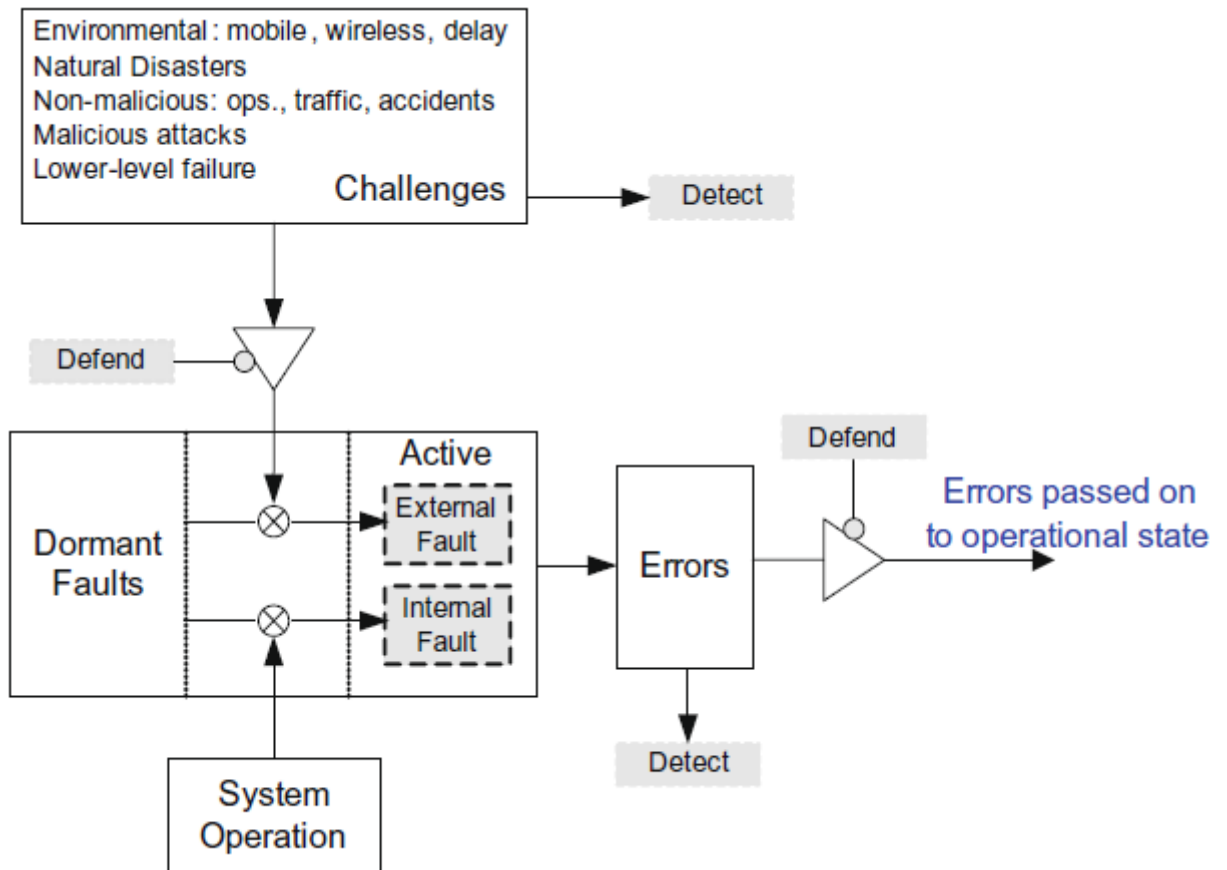 Environmental: mobile, wireless, delay
Natural Disasters
Non-malicious: ops., traffic, accidents
Malicious attacks
Lower-level failure
Challenges
Detect
Defend
Dormant
Faults
Active
External
Fault
Internal
Fault
Errors
Defend
Errors passed on
to operational state
Detect
System
Operation